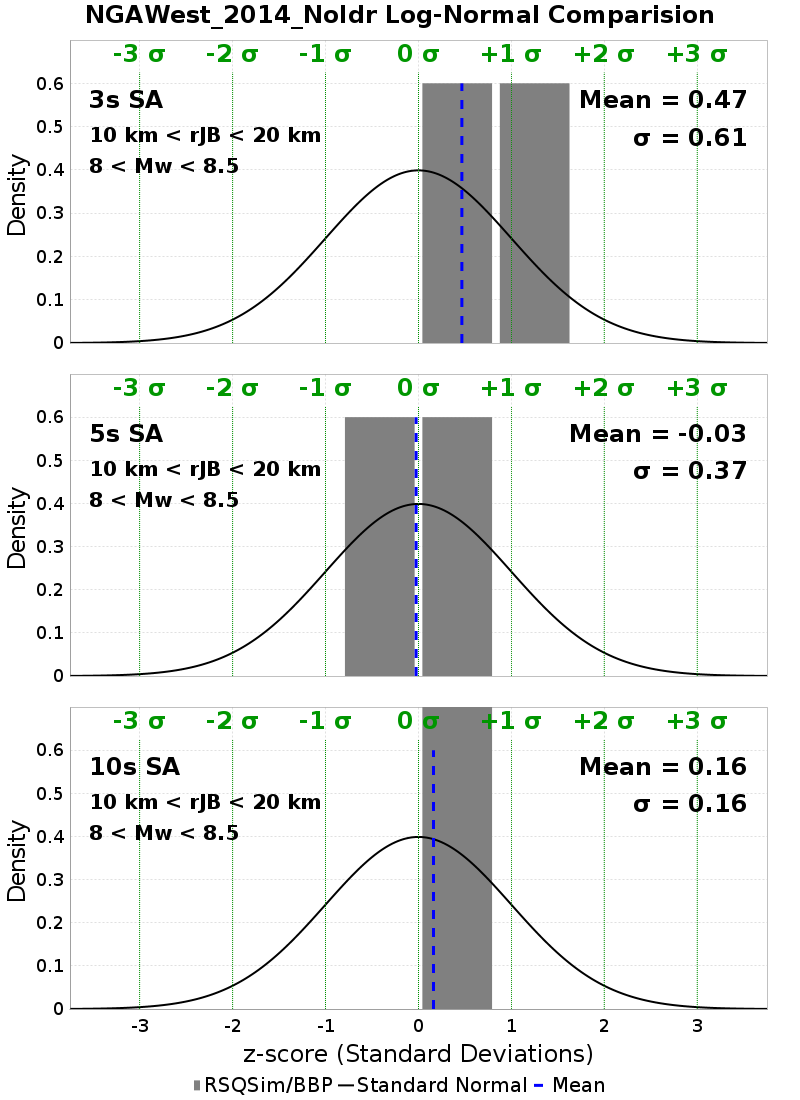 NGAWest_2014_NoIdr Log-Normal Comparision
-3 σ -2 σ -1 σ 0 σ +1 σ +2 σ +3 σ
3s SA
10 km < rJB < 20 km
8 < Mw < 8.5
Mean = 0.47
σ = 0.61
0.6
0.5
0.4
0.3
0.2
0.1
0
Density
-3 σ -2 σ -1 σ 0 σ +1 σ +2 σ +3 σ
5s SA
10 km < rJB < 20 km
8 < Mw < 8.5
Mean = -0.03
σ = 0.37
0.6
0.5
0.4
0.3
0.2
0.1
0
Density
-3 σ -2 σ -1 σ 0 σ +1 σ +2 σ +3 σ
10s SA
10 km < rJB < 20 km
8 < Mw < 8.5
Mean = 0.16
σ = 0.16
0.6
0.5
0.4
0.3
0.2
0.1
0
Density
-3 -2 -1 0 1 2 3
z-score (Standard Deviations)
RSQSim/BBP Standard Normal Mean